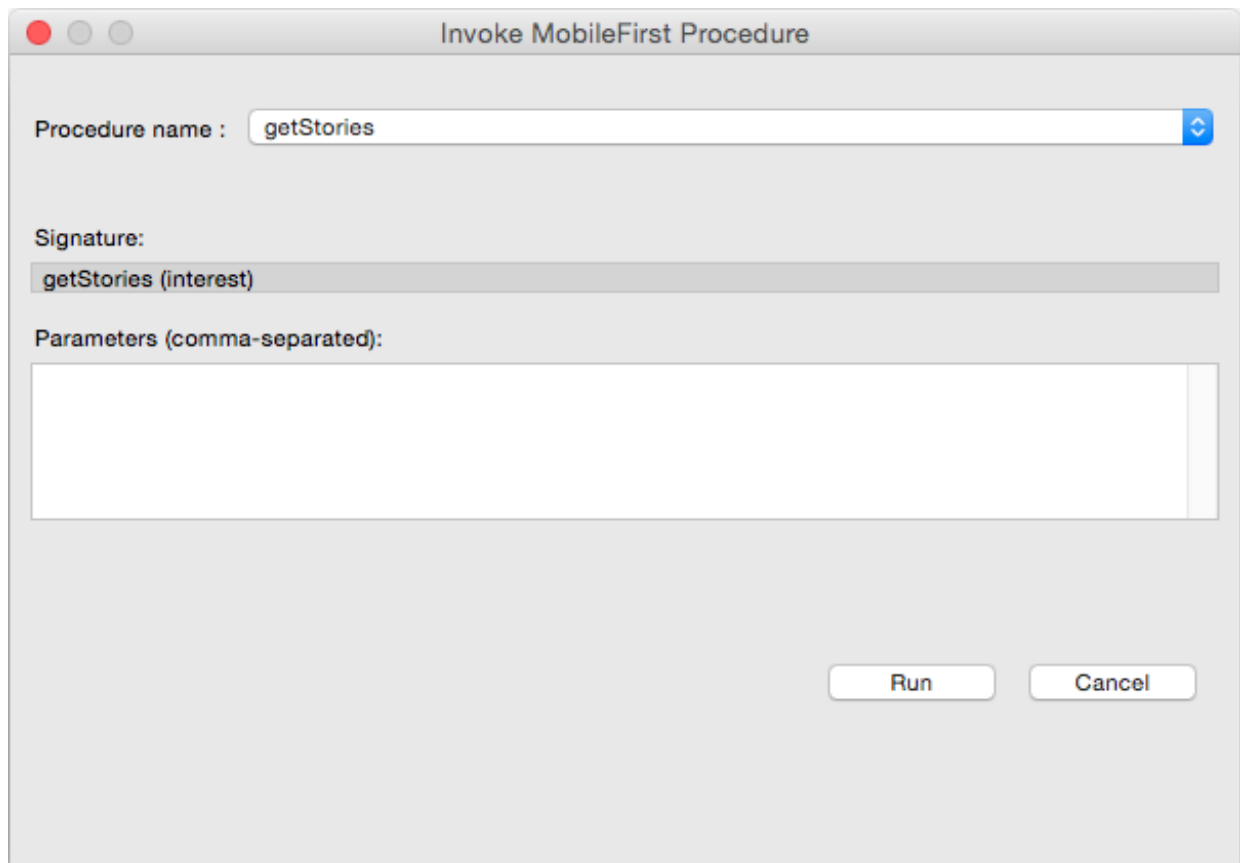 Invoke MobileFirst Procedure
Procedure name : getStories
Signature:
getStories (interest)
Parameters (comma-separated):
Run Cancel